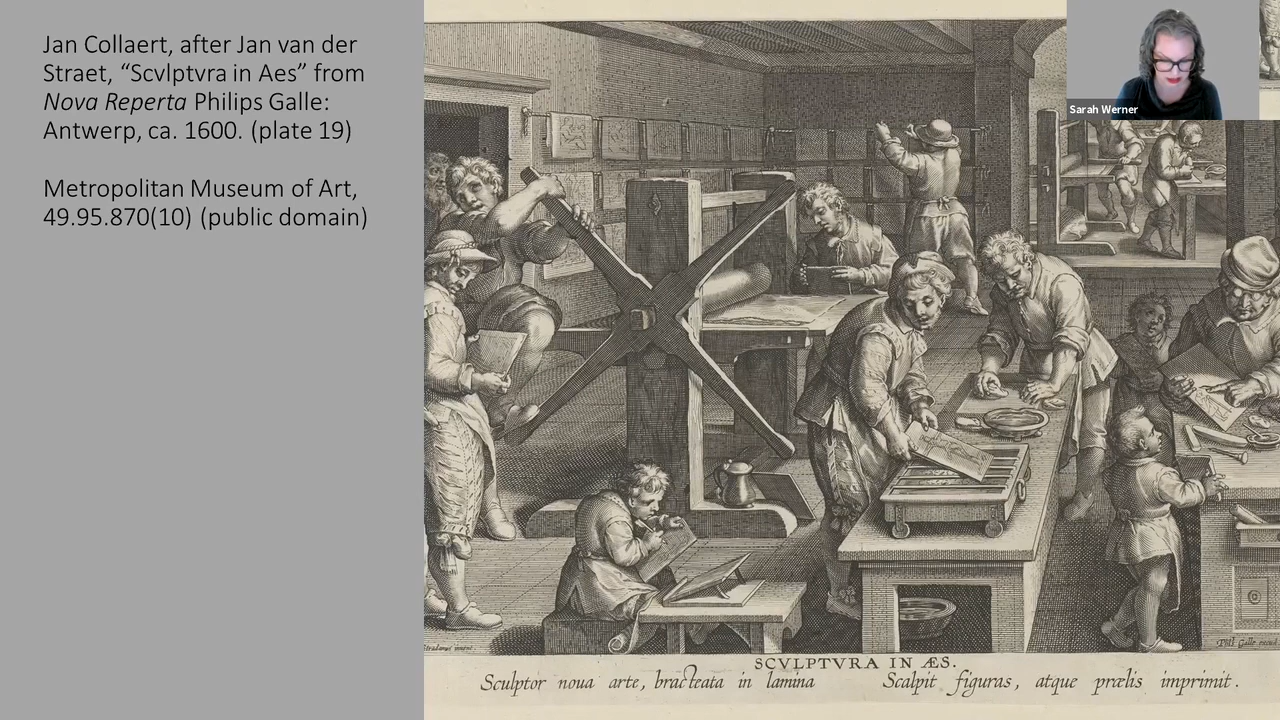 Jan Collaert, after Jan van der
Straet, “Scvlptvra in Aes” from
Nova Reperta Philips Galle:
Antwerp, ca. 1600. (plate 19)
Metropolitan Museum of Art,
49.95.870(10) (public domain)
Sarah Werner
SCVLPTVRA IN ÆS.
Sculptor noua arte, bracteata in lamina
Scalpit figuras, atque prælis imprimit.